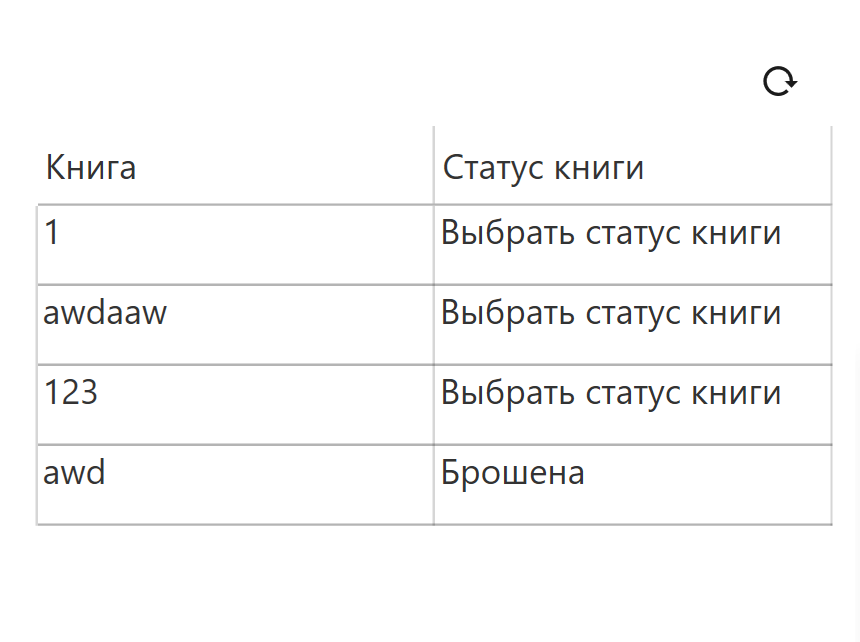 Книга Статус книги
1 Выбрать статус книги
awdaaw Выбрать статус книги
123 Выбрать статус книги
awd Брошена